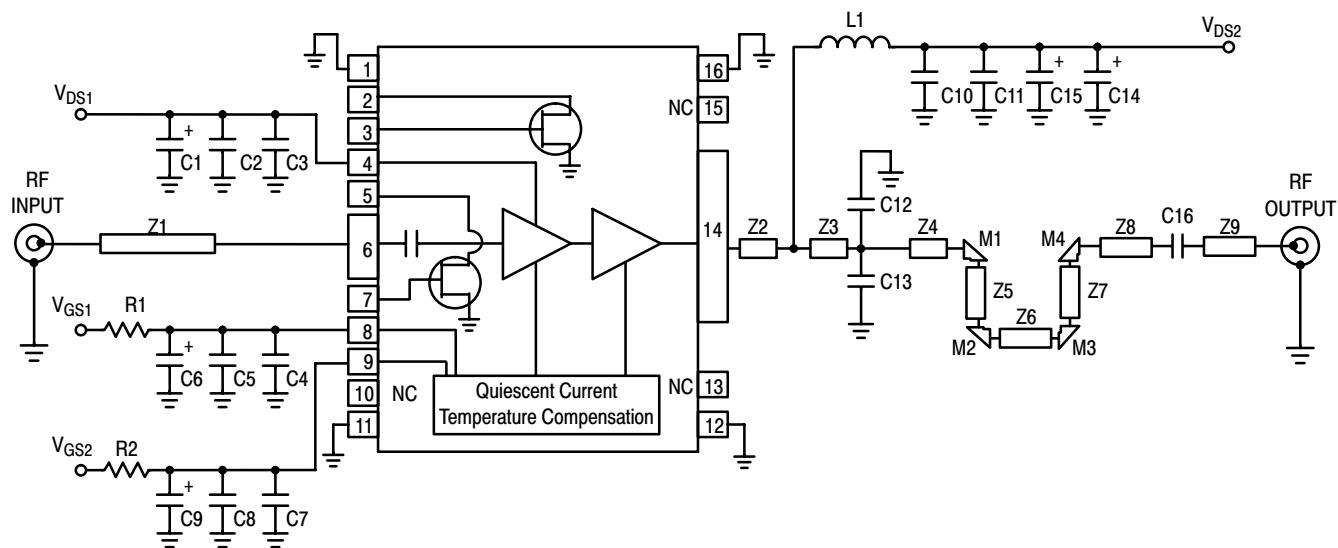 L1
VDS2
C10 C11 + C15 + C14
VDS1
+ C1 C2 C3
RF
INPUT
Z1
VGS1 R1
+ C6 C5 C4
VGS2 R2
+ C9 C8 C7
1
2
3
4
5
6
7
8
9
10 NC
11
Quiescent Current
Temperature Compensation
16
NC 15
14
NC 13
12
Z2 Z3 C12 C13 Z4 M1
Z5
M2 Z6 M3
Z7
M4 Z8 C16 Z9
RF
OUTPUT